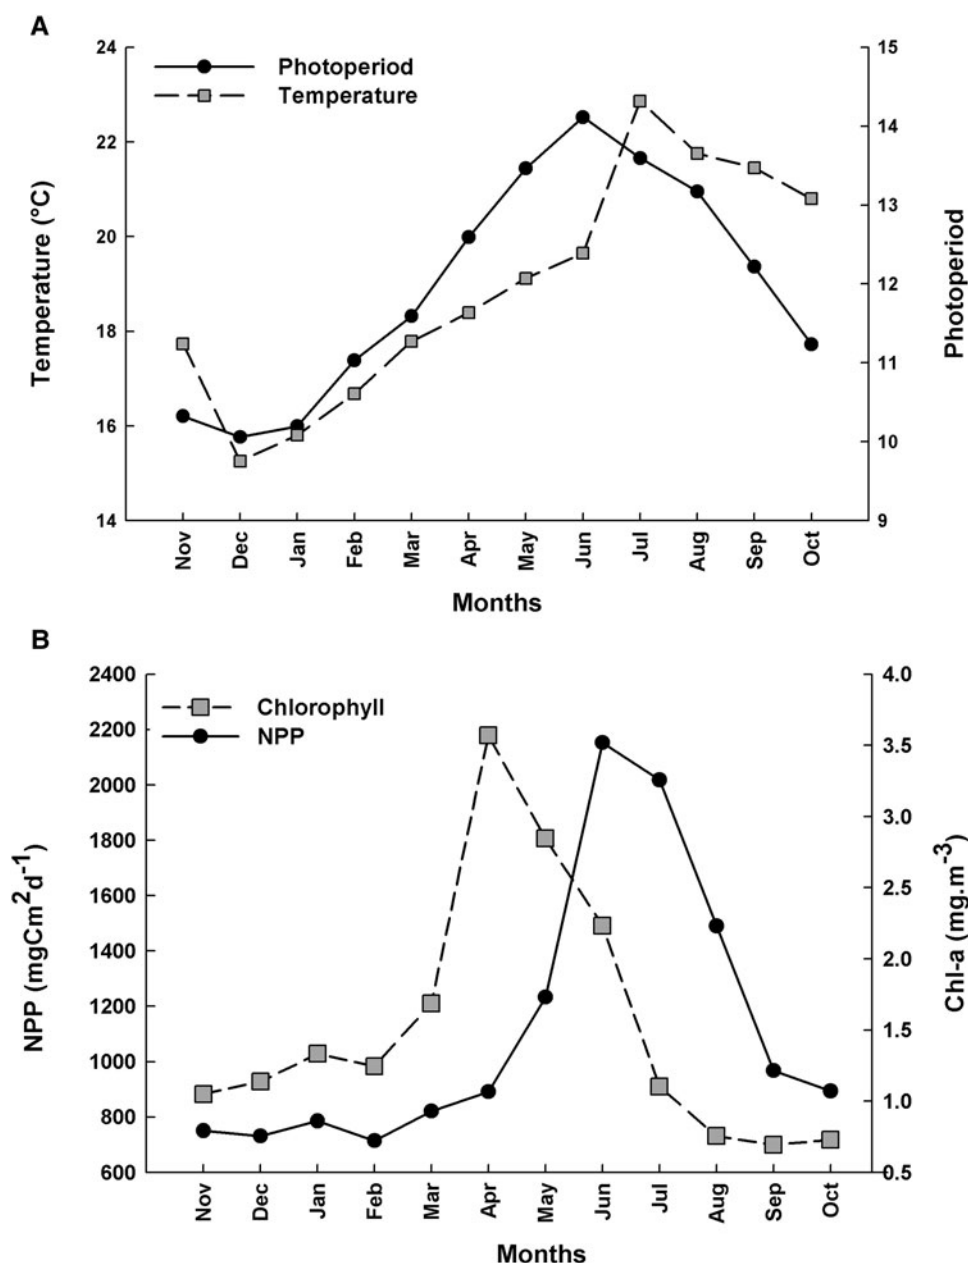 A
24
22
20
18
16
14
Temperature (°C)
Photoperiod
Temperature
15
14
13
12
11
10
9
Photoperiod
Nov
Dec
Jan
Feb
Mar
Apr
May
Jun
Jul
Aug
Sep
Oct
Months
B
2400
2200
2000
1800
1600
1400
1200
1000
800
600
NPP (mgCm²d⁻¹)
Chlorophyll
NPP
4.0
3.5
3.0
2.5
2.0
1.5
1.0
0.5
Chl-a (mg.m⁻³)
Nov
Dec
Jan
Feb
Mar
Apr
May
Jun
Jul
Aug
Sep
Oct
Months